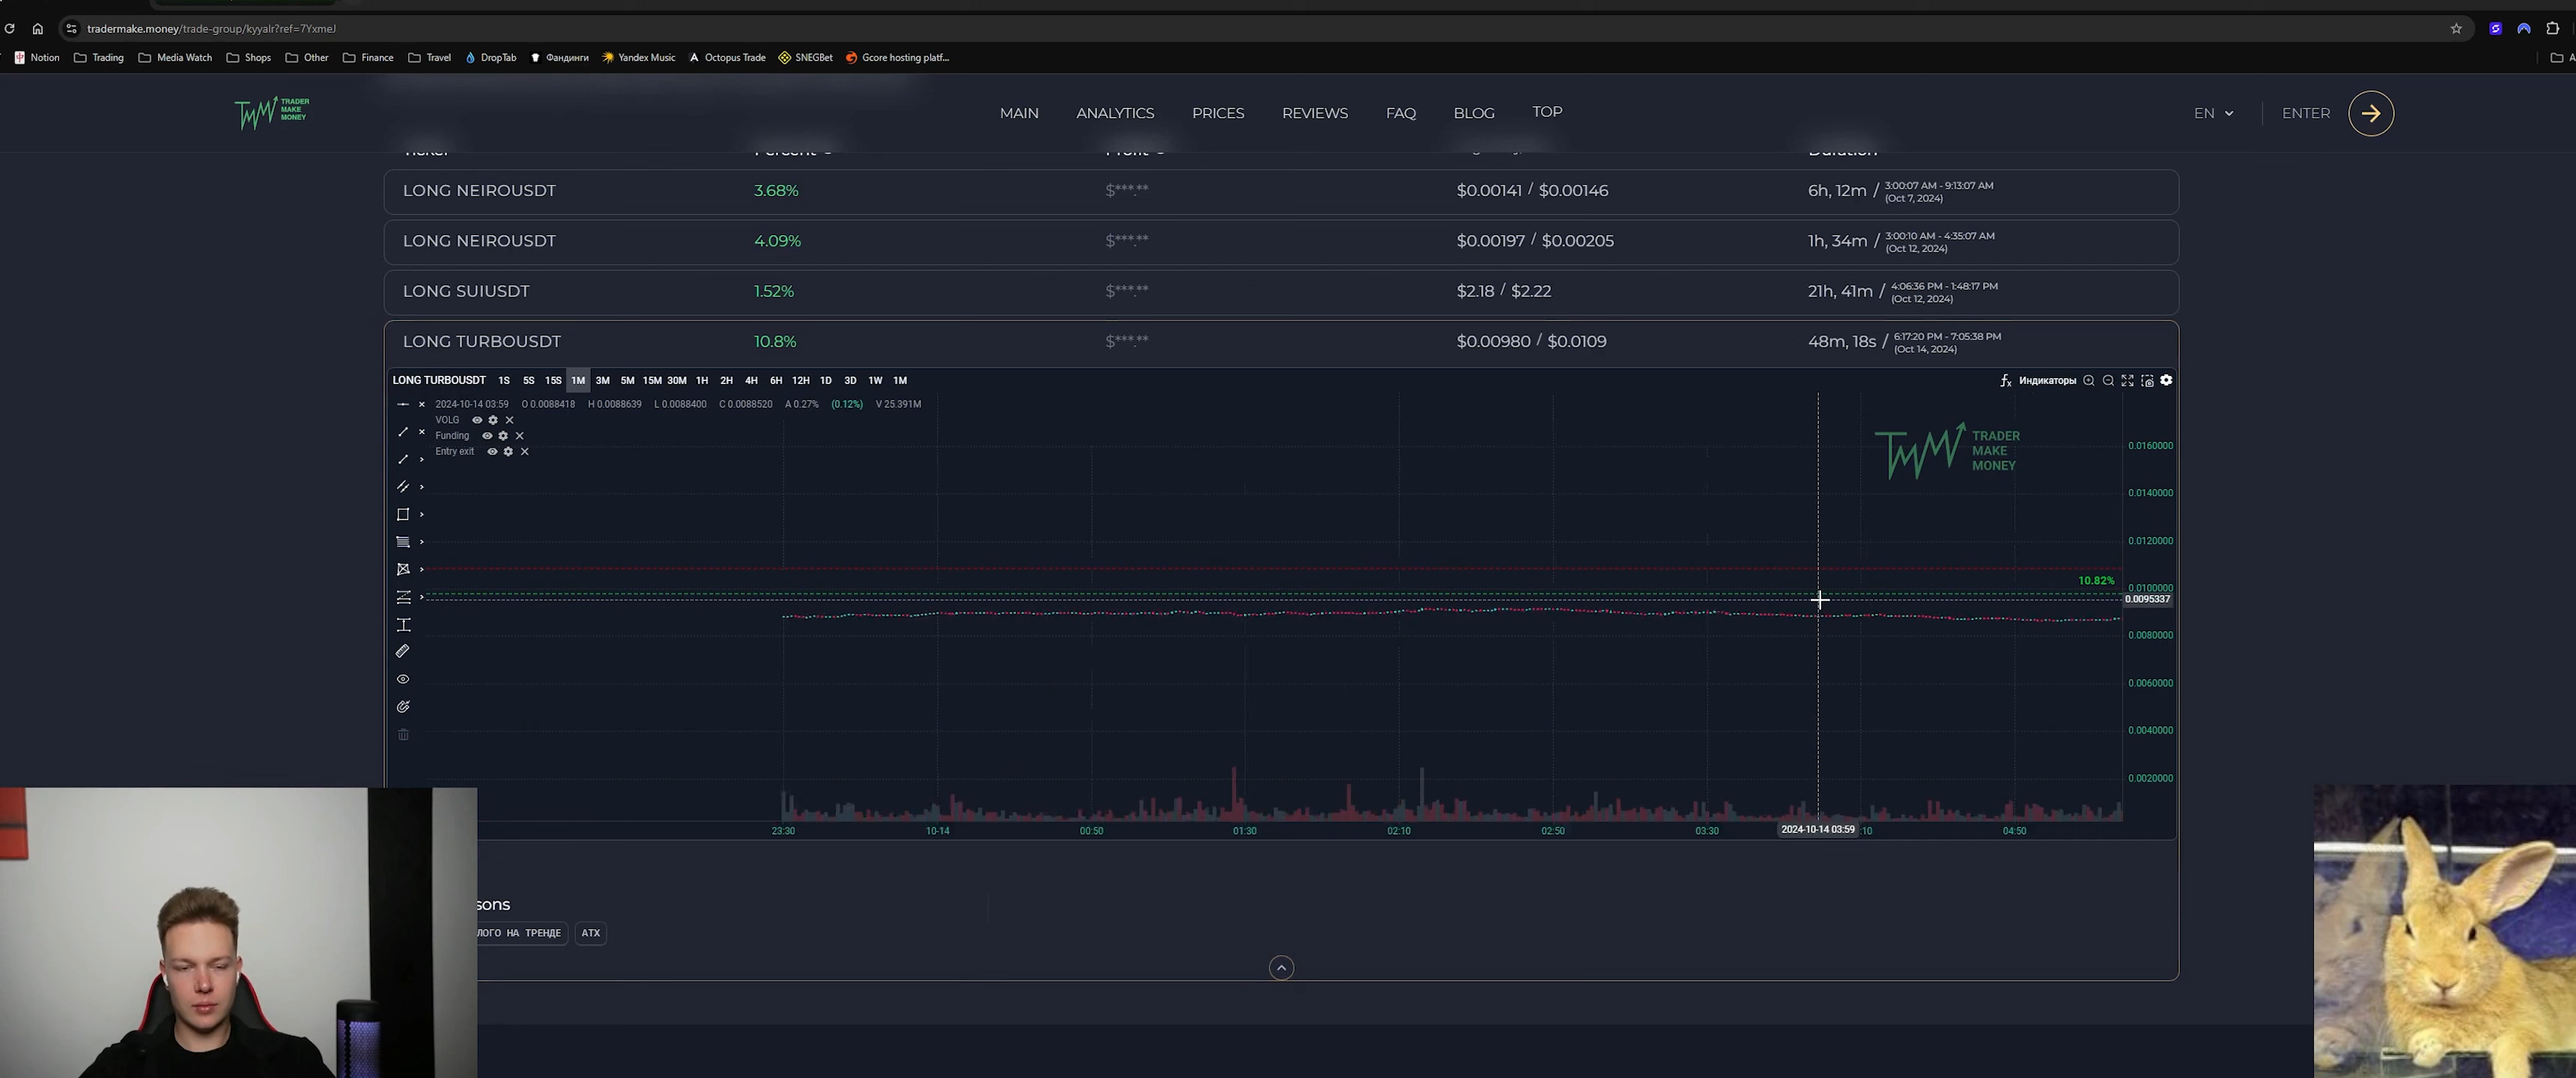 tradermake.money/trade-group/kyyalr?ref=7YxmeJ
Notion Trading Media Watch Shops Other Finance Travel DropTab Фандинги Yandex Music Octopus Trade SNEGBet Gcore hosting platf...
TRADER
MAKE
MONEY
MAIN ANALYTICS PRICES REVIEWS FAQ BLOG TOP
EN ENTER
Ticker Percent Profit Duration
LONG NEIROUSDT 3.68% $***.** $0.00141 / $0.00146 6h, 12m / 3:00:07 AM - 9:13:07 AM (Oct 7, 2024)
LONG NEIROUSDT 4.09% $***.** $0.00197 / $0.00205 1h, 34m / 3:00:10 AM - 4:35:07 AM (Oct 12, 2024)
LONG SUIUSDT 1.52% $***.** $2.18 / $2.22 21h, 41m / 4:06:36 PM - 1:48:17 PM (Oct 12, 2024)
LONG TURBOUSDT 10.8% $***.** $0.00980 / $0.0109 48m, 18s / 6:17:20 PM - 7:05:38 PM (Oct 14, 2024)
LONG TURBOUSDT 1S 5S 15S 1M 3M 5M 15M 30M 1H 2H 4H 6H 12H 1D 3D 1W 1M fx Индикаторы
2024-10-14 03:59 O 0.0088418 H 0.0088639 L 0.0088400 C 0.0088520 A 0.27% (0.12%) V 25.391M
VOLG
Funding
Entry exit
TMM TRADER
MAKE
MONEY
0.0160000
0.0140000
0.0120000
10.82%
0.0100000
0.0095337
0.0080000
0.0060000
0.0040000
0.0020000
23:30 10-14 00:50 01:30 02:10 02:50 03:30 2024-10-14 03:59 :10 04:50
sons
ЛОГО НА ТРЕНДЕ ATX